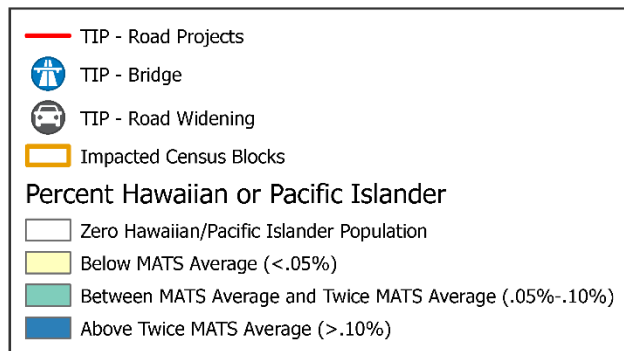 TIP - Road Projects
TIP - Bridge
TIP - Road Widening
Impacted Census Blocks
Percent Hawaiian or Pacific Islander
Zero Hawaiian/Pacific Islander Population
Below MATS Average (<.05%)
Between MATS Average and Twice MATS Average (.05%-.10%)
Above Twice MATS Average (>.10%)